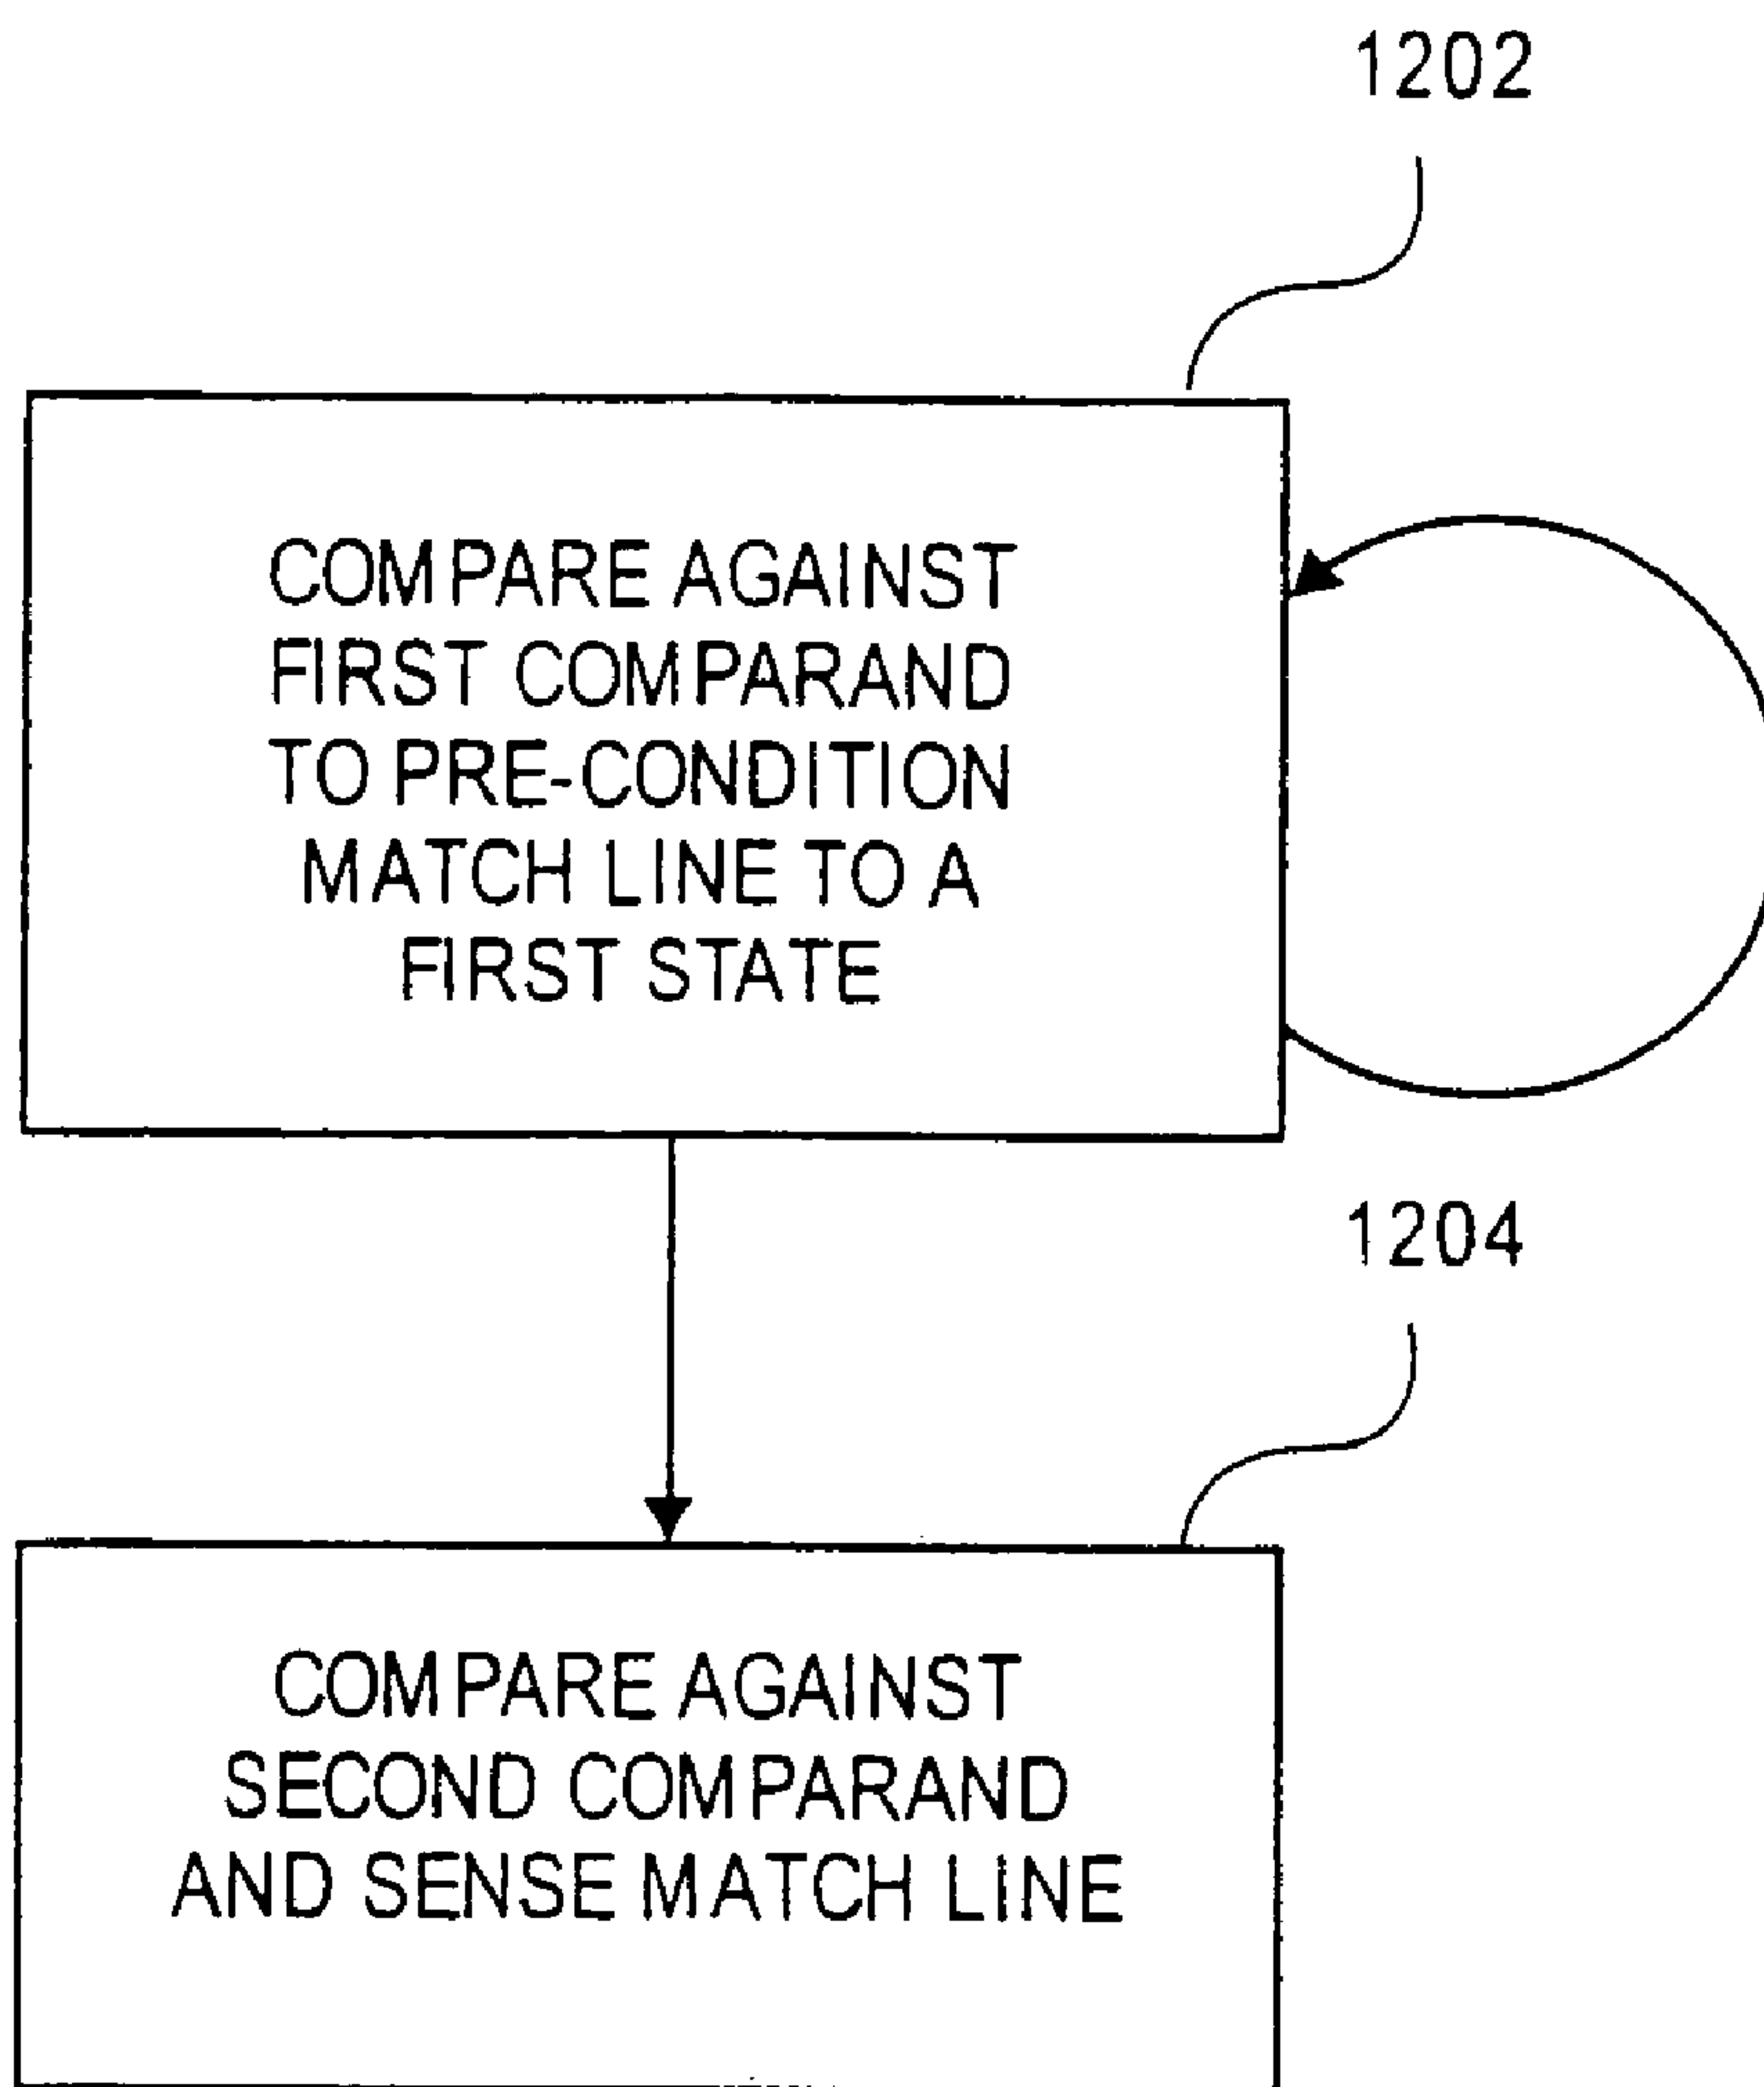 1202
COMPARE AGAINST
FIRST COMPARAND
TO PRE-CONDITION
MATCH LINE TO A
FIRST STATE
1204
COMPARE AGAINST
SECOND COMPARAND
AND SENSE MATCH LINE